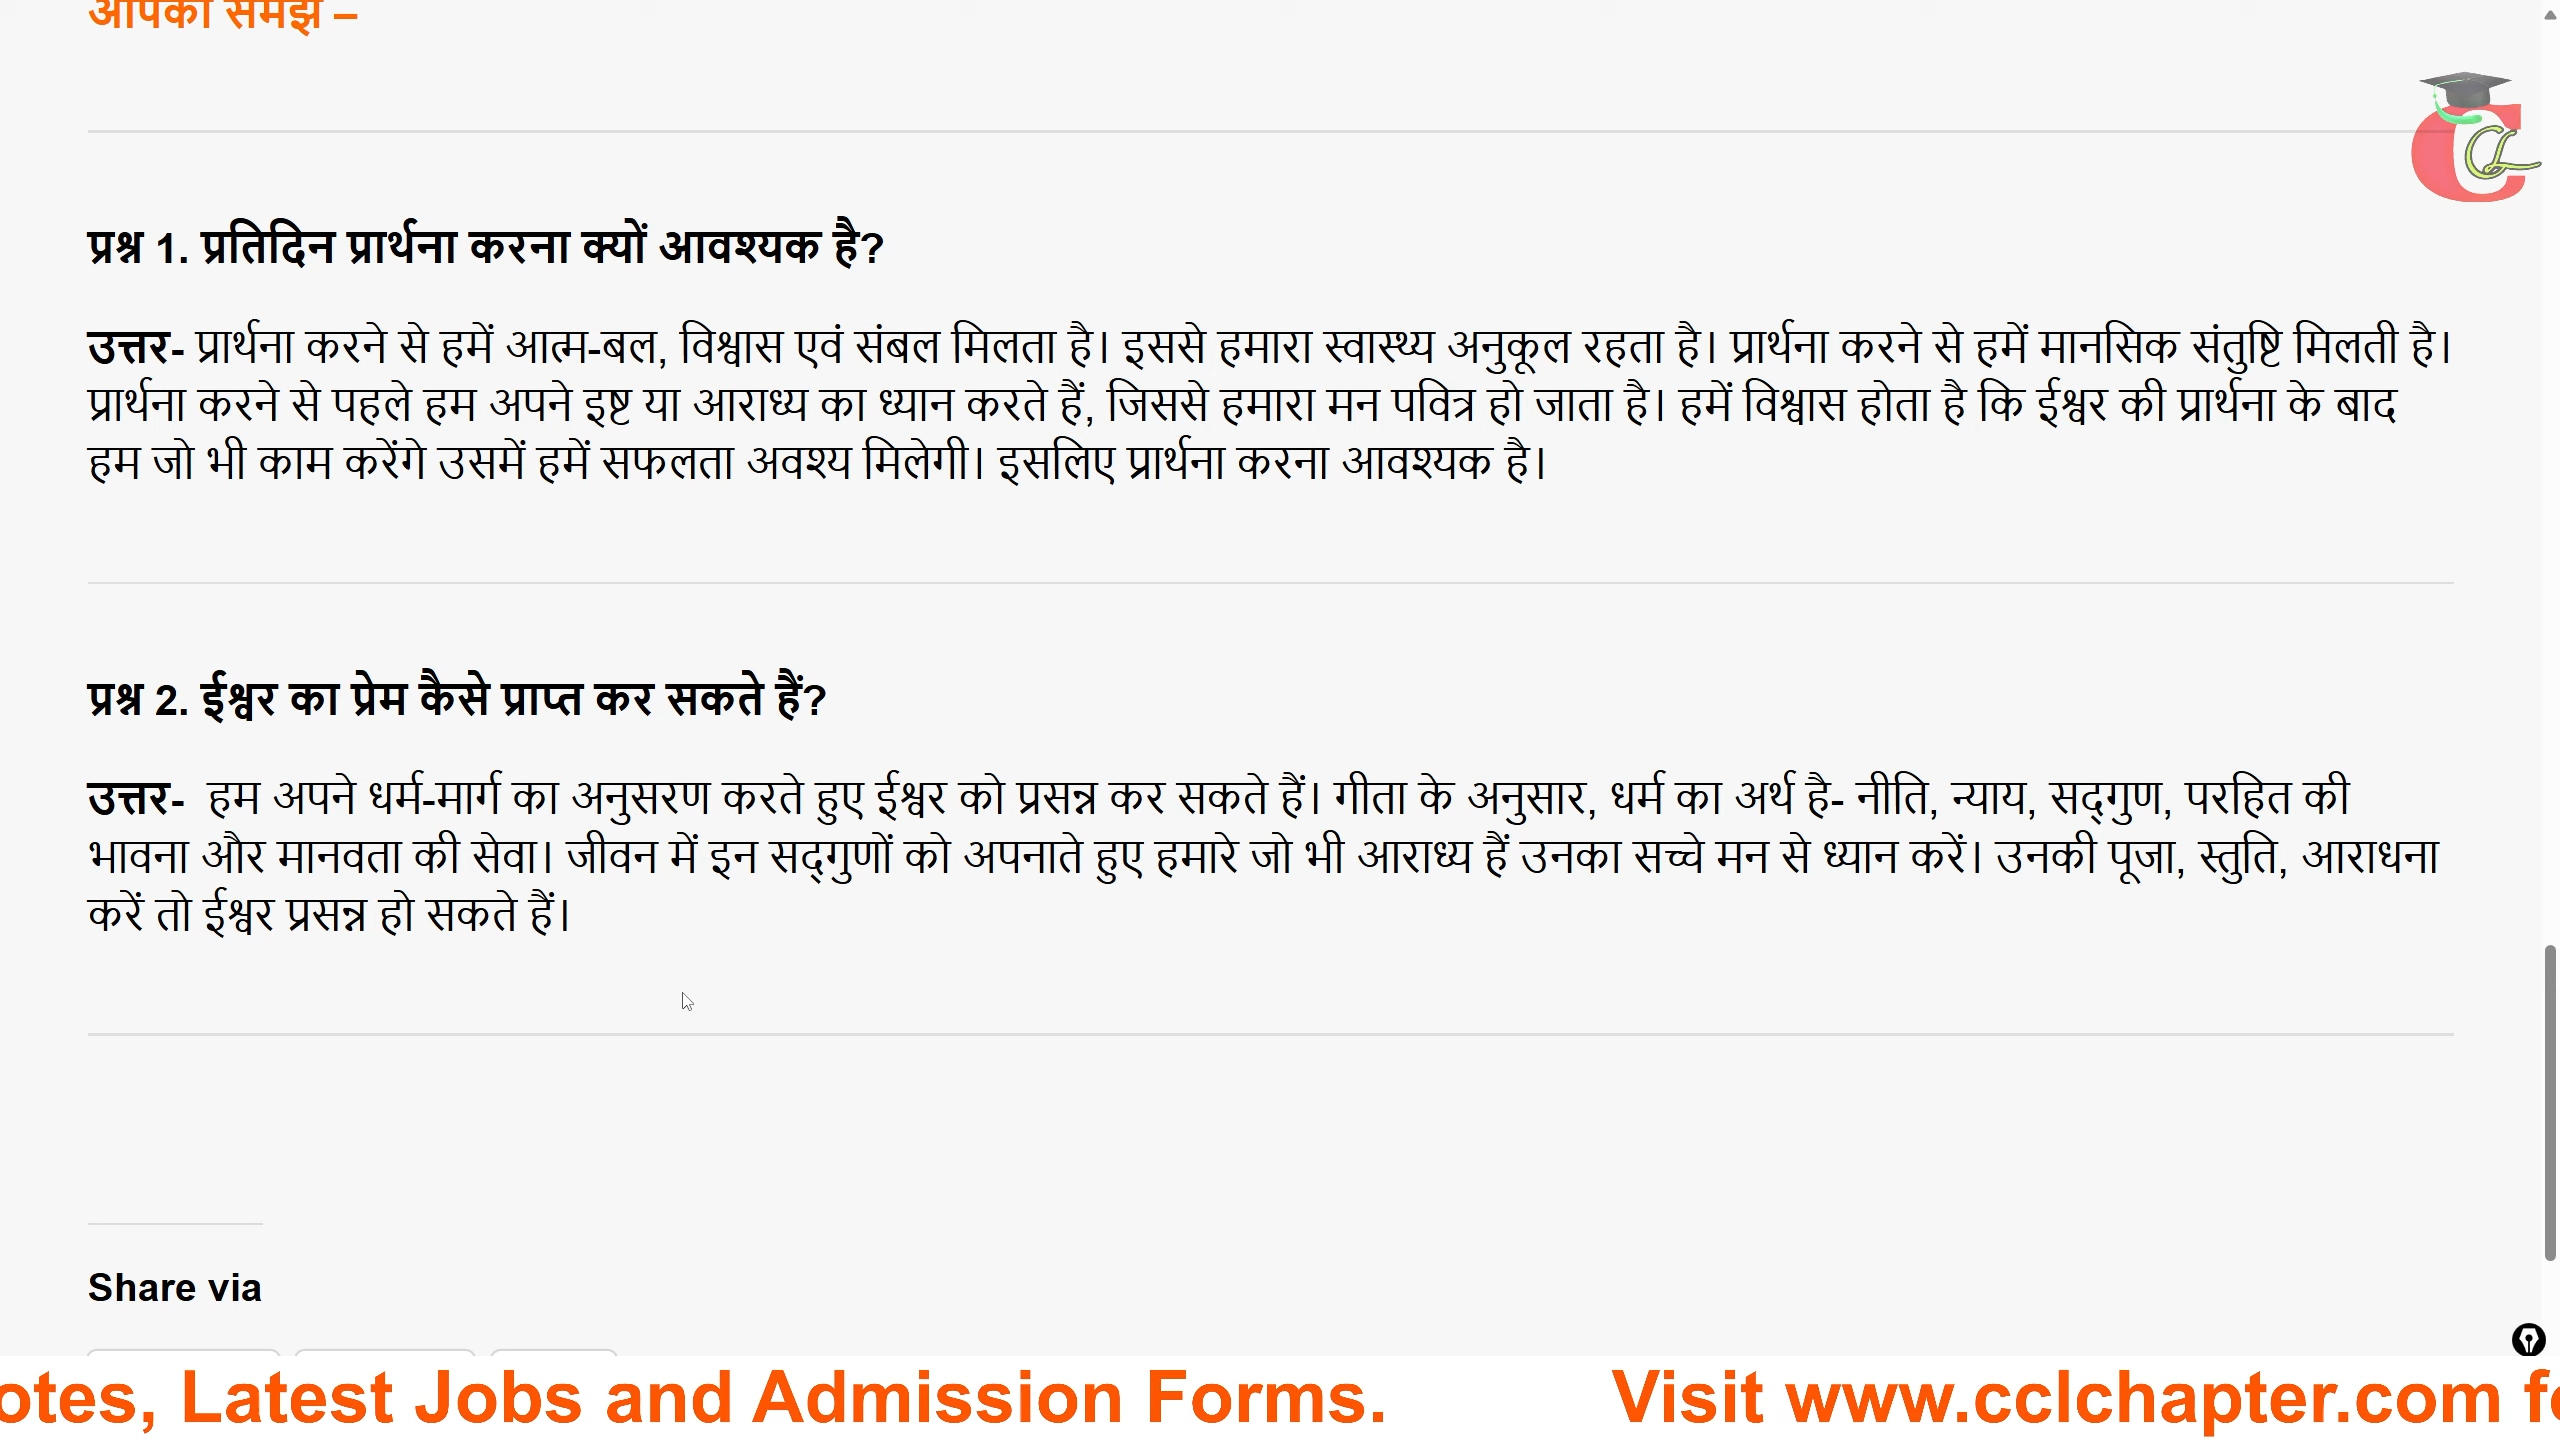 आपकी समझ –
प्रश्न 1. प्रतिदिन प्रार्थना करना क्यों आवश्यक है?
उत्तर- प्रार्थना करने से हमें आत्म-बल, विश्वास एवं संबल मिलता है। इससे हमारा स्वास्थ्य अनुकूल रहता है। प्रार्थना करने से हमें मानसिक संतुष्टि मिलती है।
प्रार्थना करने से पहले हम अपने इष्ट या आराध्य का ध्यान करते हैं, जिससे हमारा मन पवित्र हो जाता है। हमें विश्वास होता है कि ईश्वर की प्रार्थना के बाद
हम जो भी काम करेंगे उसमें हमें सफलता अवश्य मिलेगी। इसलिए प्रार्थना करना आवश्यक है।
प्रश्न 2. ईश्वर का प्रेम कैसे प्राप्त कर सकते हैं?
उत्तर- हम अपने धर्म-मार्ग का अनुसरण करते हुए ईश्वर को प्रसन्न कर सकते हैं। गीता के अनुसार, धर्म का अर्थ है- नीति, न्याय, सद्‌गुण, परहित की
भावना और मानवता की सेवा। जीवन में इन सद्‌गुणों को अपनाते हुए हमारे जो भी आराध्य हैं उनका सच्चे मन से ध्यान करें। उनकी पूजा, स्तुति, आराधना
करें तो ईश्वर प्रसन्न हो सकते हैं।
Share via
otes, Latest Jobs and Admission Forms. Visit www.cclchapter.com fo